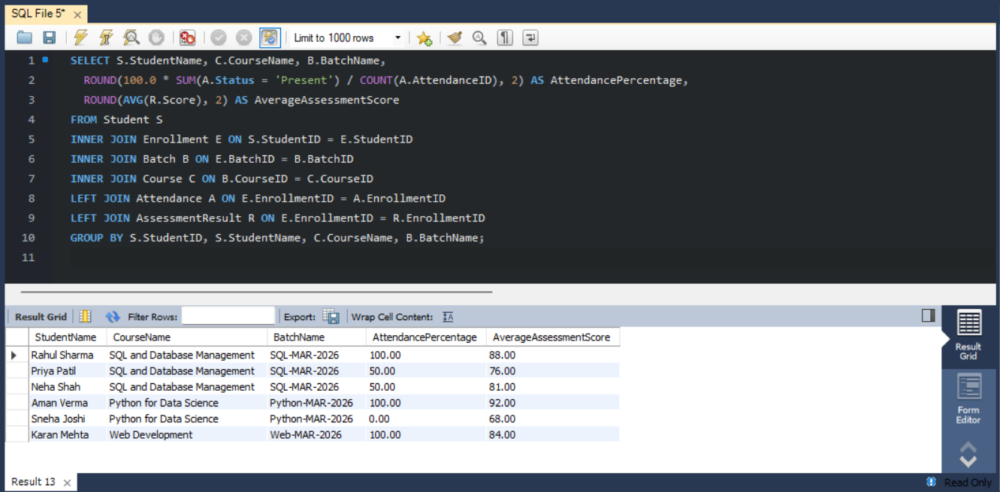 SQL File 5*
Limit to 1000 rows
1 SELECT S.StudentName, C.CourseName, B.BatchName,
2 ROUND(100.0 * SUM(A.Status = 'Present') / COUNT(A.AttendanceID), 2) AS AttendancePercentage,
3 ROUND(AVG(R.Score), 2) AS AverageAssessmentScore
4 FROM Student S
5 INNER JOIN Enrollment E ON S.StudentID = E.StudentID
6 INNER JOIN Batch B ON E.BatchID = B.BatchID
7 INNER JOIN Course C ON B.CourseID = C.CourseID
8 LEFT JOIN Attendance A ON E.EnrollmentID = A.EnrollmentID
9 LEFT JOIN AssessmentResult R ON E.EnrollmentID = R.EnrollmentID
10 GROUP BY S.StudentID, S.StudentName, C.CourseName, B.BatchName;
11
Result Grid Filter Rows: Export: Wrap Cell Content:
StudentName CourseName BatchName AttendancePercentage AverageAssessmentScore
Rahul Sharma SQL and Database Management SQL-MAR-2026 100.00 88.00
Priya Patil SQL and Database Management SQL-MAR-2026 50.00 76.00
Neha Shah SQL and Database Management SQL-MAR-2026 50.00 81.00
Aman Verma Python for Data Science Python-MAR-2026 100.00 92.00
Sneha Joshi Python for Data Science Python-MAR-2026 0.00 68.00
Karan Mehta Web Development Web-MAR-2026 100.00 84.00
Result
Grid
Form
Editor
Result 13
Read Only